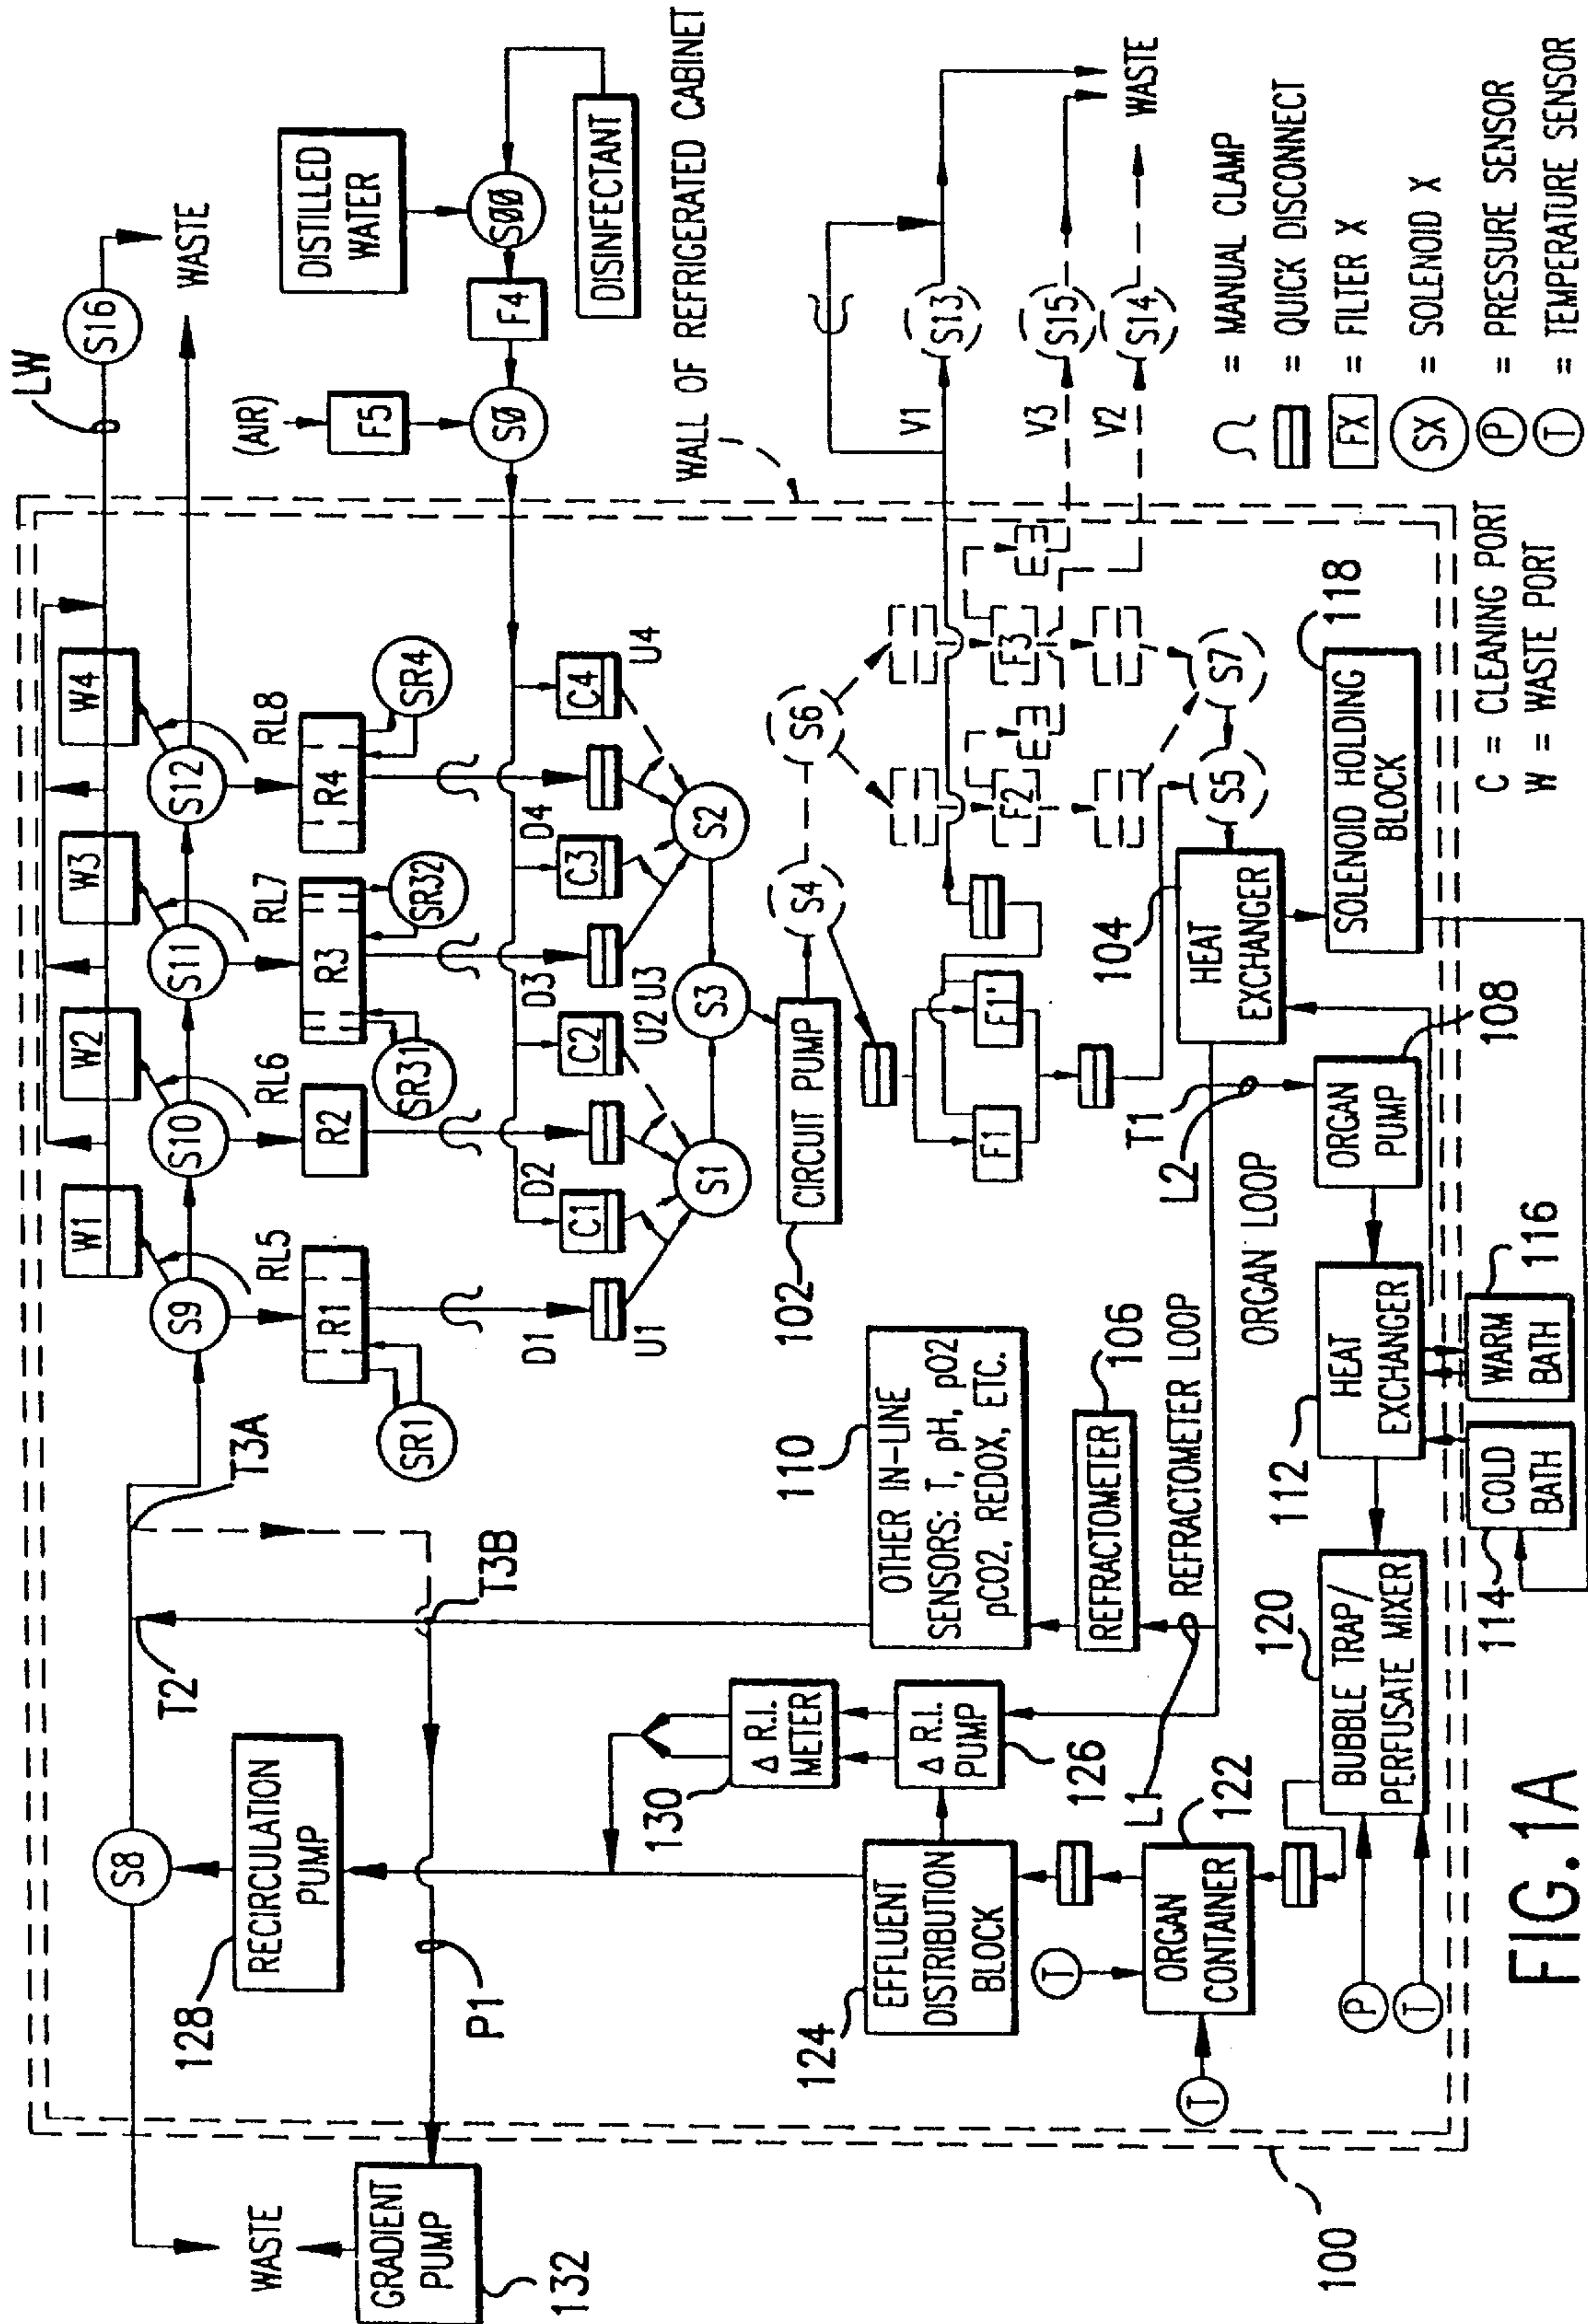 LW
S16
WASTE
WASTE
DISTILLED
WATER
SØØ
DISINFECTANT
F4
(AIR)
F5
SØ
WALL OF REFRIGERATED CABINET
W1
W2
W3
W4
S9
S10
S11
S12
RL5
RL6
RL7
RL8
R1
R2
R3
R4
SR1
SR31
SR32
SR4
D1
D2
D3
D4
C1
C2
C3
C4
U1
U2
U3
U4
S1
S2
S3
CIRCUIT PUMP
102
S4
S6
F1
F1'
F2
F3
S7
S5
V1
V3
V2
S13
S15
S14
WASTE
= MANUAL CLAMP
= QUICK DISCONNECT
FX
= FILTER X
SX
= SOLENOID X
P
= PRESSURE SENSOR
T
= TEMPERATURE SENSOR
C = CLEANING PORT
W = WASTE PORT
104
HEAT
EXCHANGER
118
SOLENOID HOLDING
BLOCK
T1
L2
108
ORGAN
PUMP
ORGAN LOOP
112
HEAT
EXCHANGER
116
WARM
BATH
114
COLD
BATH
120
BUBBLE TRAP/
PERFUSATE MIXER
P
T
122
ORGAN
CONTAINER
T
T
124
EFFLUENT
DISTRIBUTION
BLOCK
126
Δ R.I.
PUMP
130
Δ R.I.
METER
L1
REFRACTOMETER LOOP
106
REFRACTOMETER
110
OTHER IN-LINE
SENSORS: T, pH, pO2
pCO2, REDOX, ETC.
T3A
T3B
T2
S8
128
RECIRCULATION
PUMP
P1
WASTE
GRADIENT
PUMP
132
100
FIG. 1A